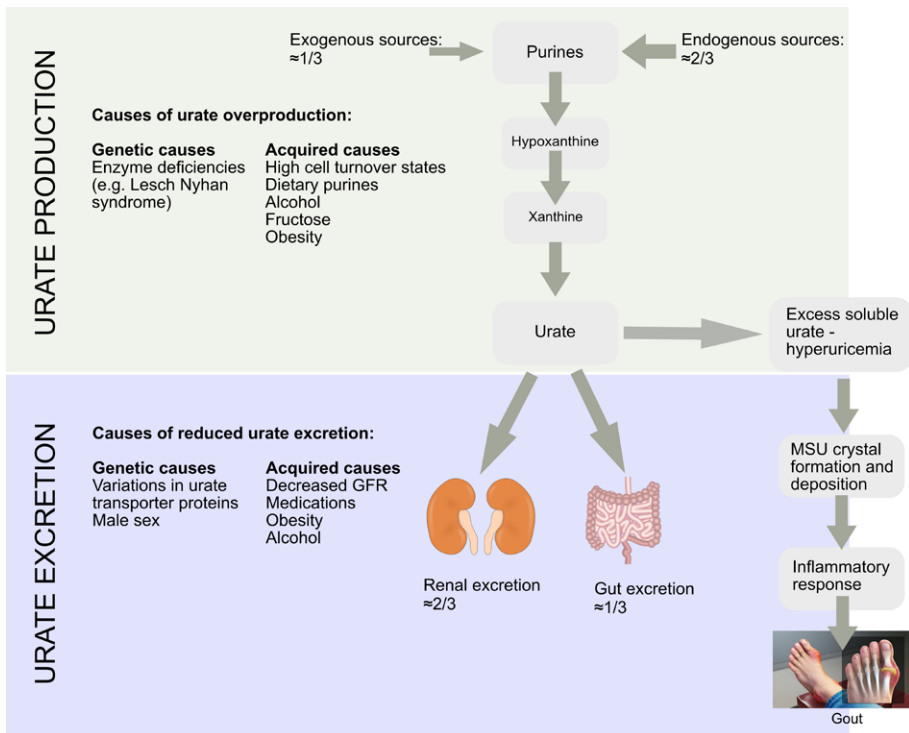 URATE PRODUCTION
Exogenous sources:
≈1/3
Purines
Endogenous sources:
≈2/3
Causes of urate overproduction:
Genetic causes
Enzyme deficiencies
(e.g. Lesch Nyhan
syndrome)
Acquired causes
High cell turnover states
Dietary purines
Alcohol
Fructose
Obesity
Hypoxanthine
Xanthine
Urate
Excess soluble
urate -
hyperuricemia
URATE EXCRETION
Causes of reduced urate excretion:
Genetic causes
Variations in urate
transporter proteins
Male sex
Acquired causes
Decreased GFR
Medications
Obesity
Alcohol
Renal excretion
≈2/3
Gut excretion
≈1/3
MSU crystal
formation and
deposition
Inflammatory
response
Gout